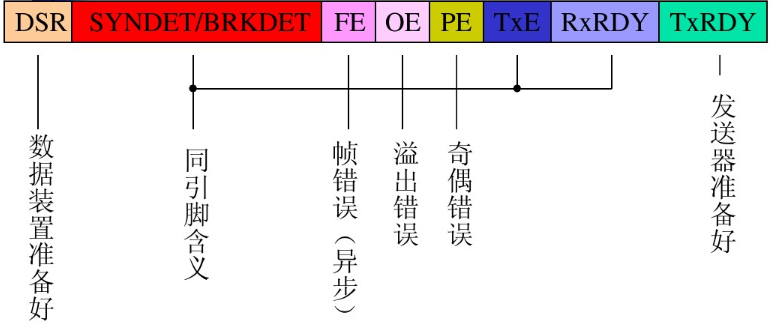 DSR SYNDET/BRKDET FE OE PE TxE RxRDY TxRDY
数据装置准备好
同引脚含义
帧错误（异步）
溢出错误
奇偶错误
发送器准备好